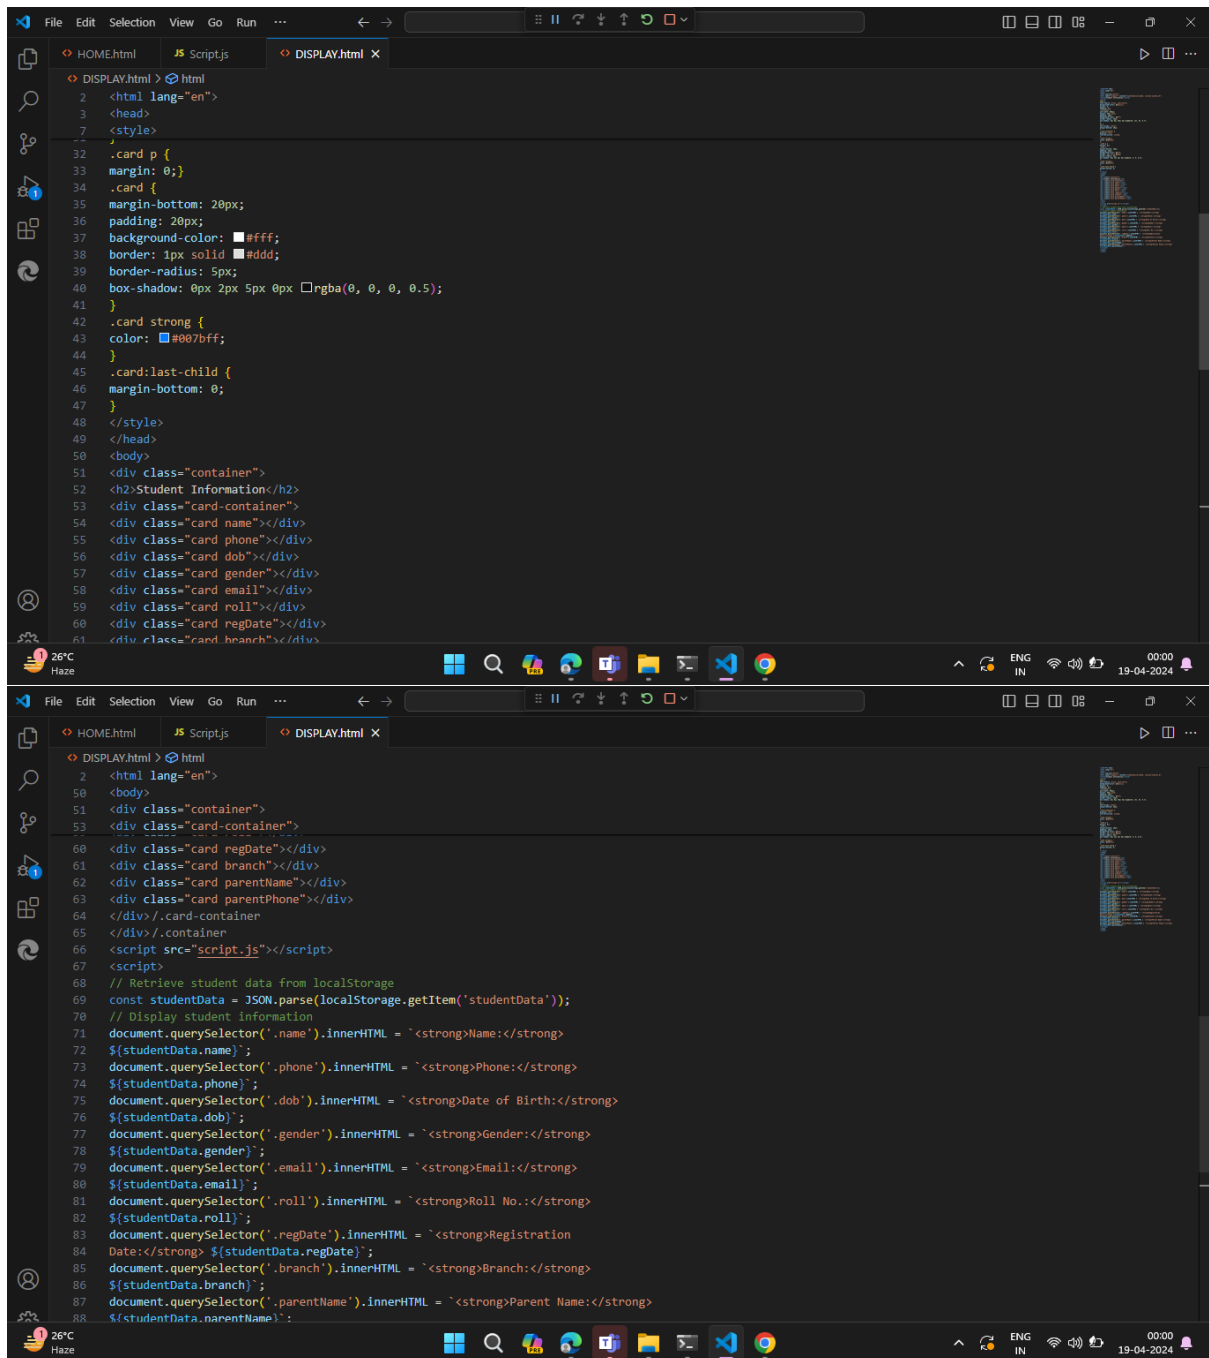 File Edit Selection View Go Run ···
HOME.html JS Script.js DISPLAY.html
DISPLAY.html > html
2 <html lang="en">
3 <head>
7 <style>
}
32 .card p {
33 margin: 0;}
34 .card {
35 margin-bottom: 20px;
36 padding: 20px;
37 background-color: #fff;
38 border: 1px solid #ddd;
39 border-radius: 5px;
40 box-shadow: 0px 2px 5px 0px rgba(0, 0, 0, 0.5);
41 }
42 .card strong {
43 color: #007bff;
44 }
45 .card:last-child {
46 margin-bottom: 0;
47 }
48 </style>
49 </head>
50 <body>
51 <div class="container">
52 <h2>Student Information</h2>
53 <div class="card-container">
54 <div class="card name"></div>
55 <div class="card phone"></div>
56 <div class="card dob"></div>
57 <div class="card gender"></div>
58 <div class="card email"></div>
59 <div class="card roll"></div>
60 <div class="card regDate"></div>
61 <div class="card branch"></div>
1 26°C
Haze
PRE
ENG
IN
00:00
19-04-2024
File Edit Selection View Go Run ···
HOME.html JS Script.js DISPLAY.html
DISPLAY.html > html
2 <html lang="en">
50 <body>
51 <div class="container">
53 <div class="card-container">
60 <div class="card regDate"></div>
61 <div class="card branch"></div>
62 <div class="card parentName"></div>
63 <div class="card parentPhone"></div>
64 </div>/.card-container
65 </div>/.container
66 <script src="script.js"></script>
67 <script>
68 // Retrieve student data from localStorage
69 const studentData = JSON.parse(localStorage.getItem('studentData'));
70 // Display student information
71 document.querySelector('.name').innerHTML = `<strong>Name:</strong>
72 ${studentData.name}`;
73 document.querySelector('.phone').innerHTML = `<strong>Phone:</strong>
74 ${studentData.phone}`;
75 document.querySelector('.dob').innerHTML = `<strong>Date of Birth:</strong>
76 ${studentData.dob}`;
77 document.querySelector('.gender').innerHTML = `<strong>Gender:</strong>
78 ${studentData.gender}`;
79 document.querySelector('.email').innerHTML = `<strong>Email:</strong>
80 ${studentData.email}`;
81 document.querySelector('.roll').innerHTML = `<strong>Roll No.:</strong>
82 ${studentData.roll}`;
83 document.querySelector('.regDate').innerHTML = `<strong>Registration
84 Date:</strong> ${studentData.regDate}`;
85 document.querySelector('.branch').innerHTML = `<strong>Branch:</strong>
86 ${studentData.branch}`;
87 document.querySelector('.parentName').innerHTML = `<strong>Parent Name:</strong>
88 ${studentData.parentName}`;
1 26°C
Haze
PRE
ENG
IN
00:00
19-04-2024